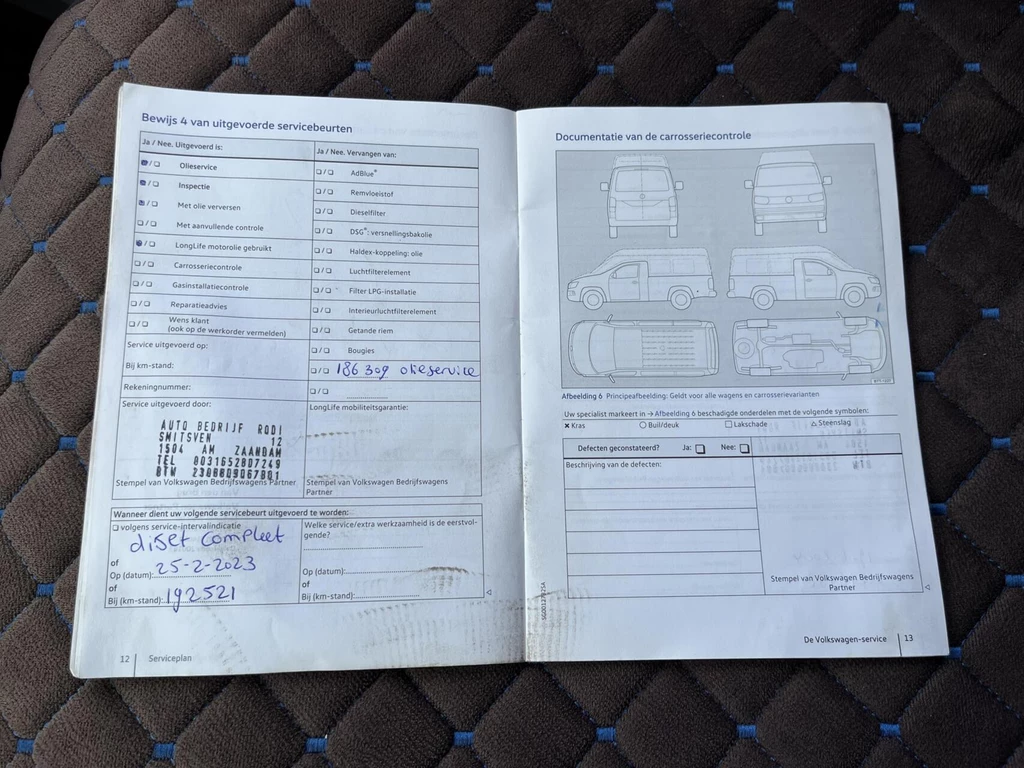 Bewijs 4 van uitgevoerde servicebeurten
Ja / Nee. Uitgevoerd is:
Olieservice
Inspectie
Met olie verversen
Met aanvullende controle
LongLife motorolie gebruikt
Carrosseriecontrole
Gasinstallatiecontrole
Reparatieadvies
Wens klant
(ook op de werkorder vermelden)
Service uitgevoerd op:
Bij km-stand:
Rekeningnummer:
Ja / Nee. Vervangen van:
AdBlue®
Remvloeistof
Dieselfilter
DSG®: versnellingsbakolie
Haldex-koppeling: olie
Luchtfilterelement
Filter LPG-installatie
Interieurluchtfilterelement
Getande riem
Bougies
186 309 olieservice
Service uitgevoerd door:
AUTO BEDRIJF RODI
SMITSVEN 12
1504 AM ZAANDAM
TEL 0031652807249
BTW
Stempel van Volkswagen Bedrijfswagens Partner
LongLife mobiliteitsgarantie:
Stempel van Volkswagen Bedrijfswagens
Partner
Wanneer dient uw volgende servicebeurt uitgevoerd te worden:
volgens service-intervalindicatie
diset compleet
of
Op (datum): 25-2-2023
of
Bij (km-stand): 192521
Welke service/extra werkzaamheid is de eerstvol-
gende?
Op (datum):
of
Bij (km-stand):
12 Serviceplan
Documentatie van de carrosseriecontrole
Afbeelding 6 Principeafbeelding: Geldt voor alle wagens en carrosserievarianten
Uw specialist markeert in → Afbeelding 6 beschadigde onderdelen met de volgende symbolen:
Kras Buil/deuk Lakschade Steenslag
Defecten geconstateerd? Ja: Nee:
Beschrijving van de defecten:
Stempel van Volkswagen Bedrijfswagens
Partner
De Volkswagen-service 13